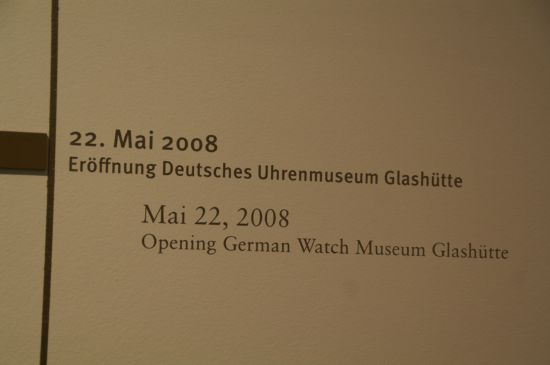 22. Mai 2008
Eröffnung Deutsches Uhrenmuseum Glashütte
Mai 22, 2008
Opening German Watch Museum Glashütte